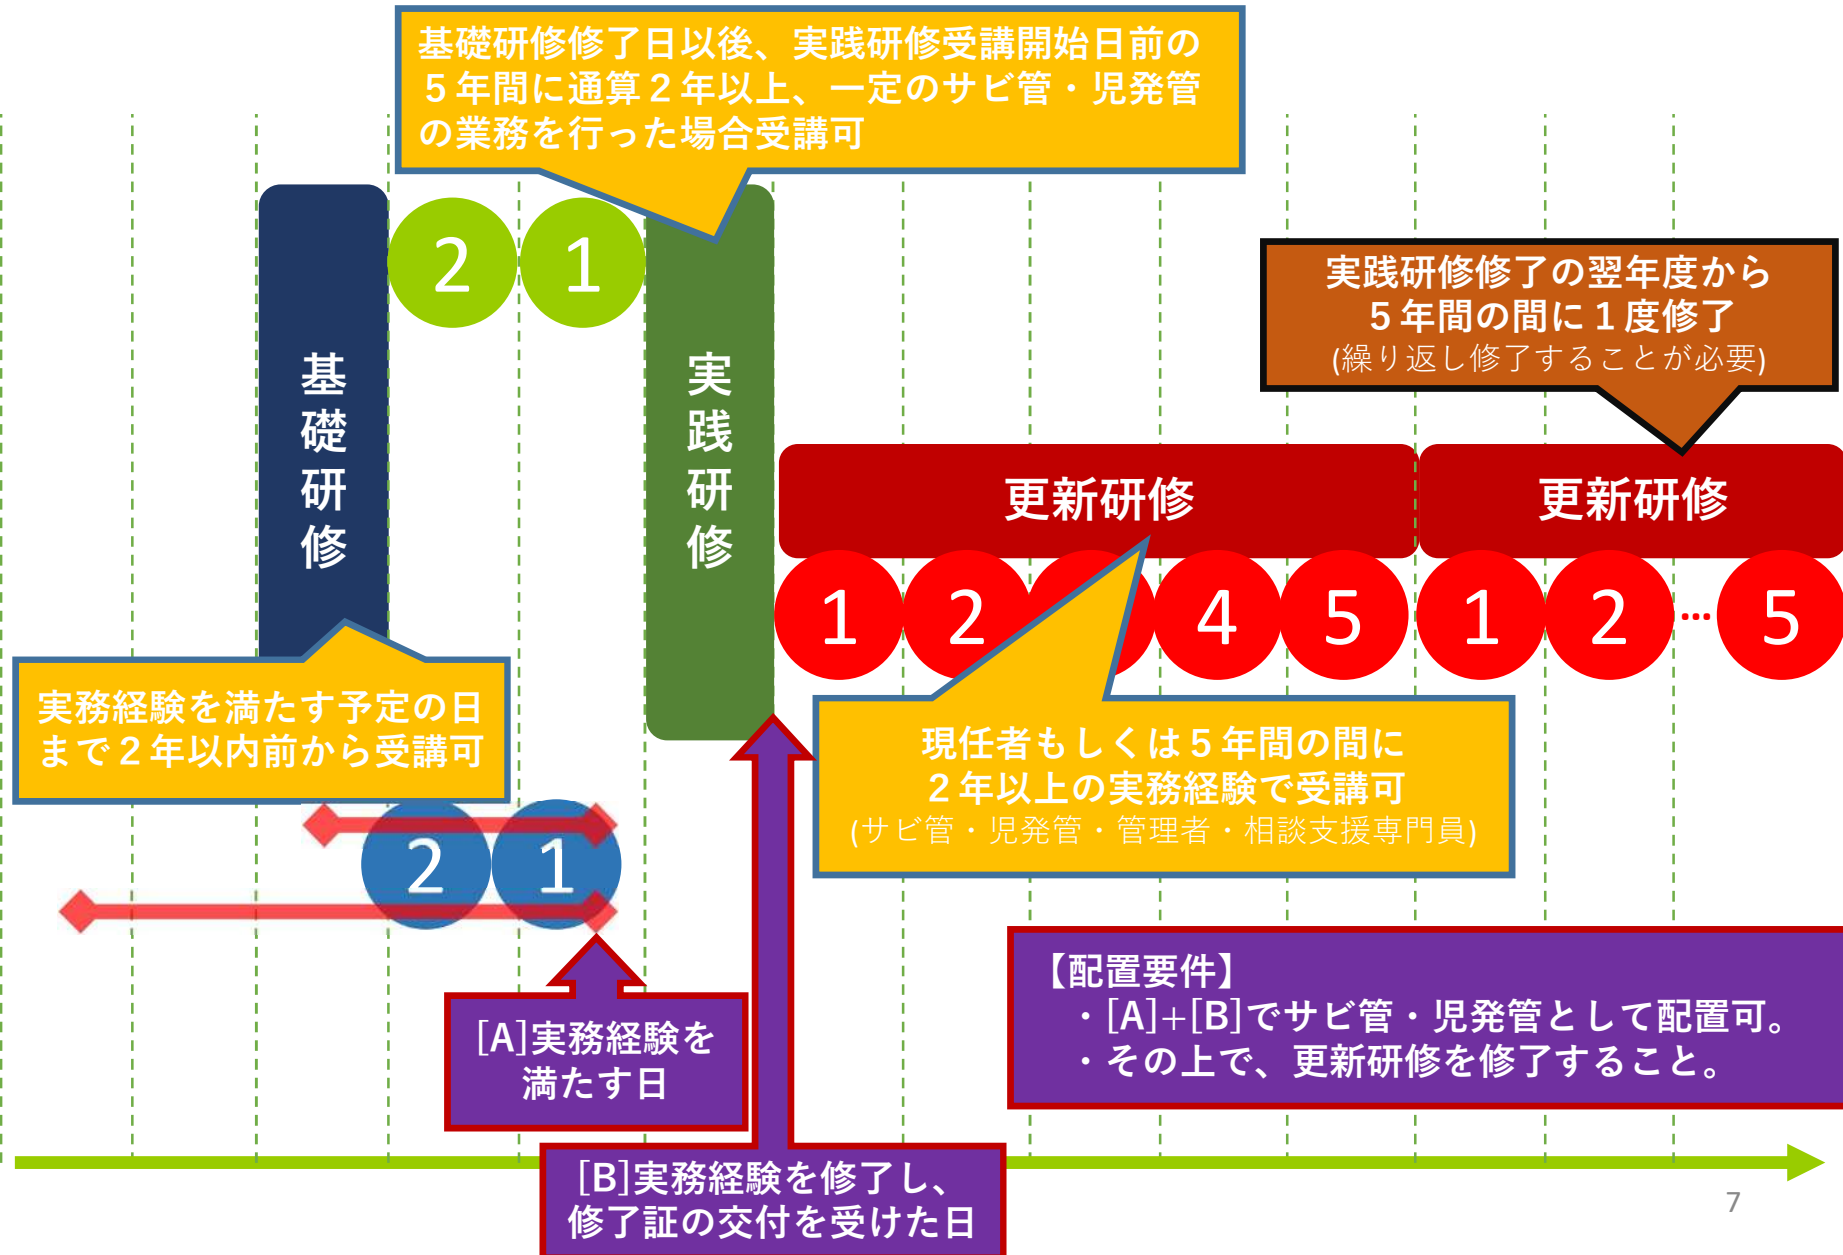 基礎研修修了日以後、実践研修受講開始日前の
５年間に通算２年以上、一定のサビ管・児発管
の業務を行った場合受講可
2
1
基礎研修
実践研修
実践研修修了の翌年度から
５年間の間に１度修了
(繰り返し修了することが必要)
更新研修
更新研修
1
2
4
5
1
2
…
5
実務経験を満たす予定の日
まで２年以内前から受講可
現任者もしくは５年間の間に
２年以上の実務経験で受講可
(サビ管・児発管・管理者・相談支援専門員)
2
1
[A]実務経験を
満たす日
【配置要件】
・[A]+[B]でサビ管・児発管として配置可。
・その上で、更新研修を修了すること。
[B]実務経験を修了し、
修了証の交付を受けた日
7